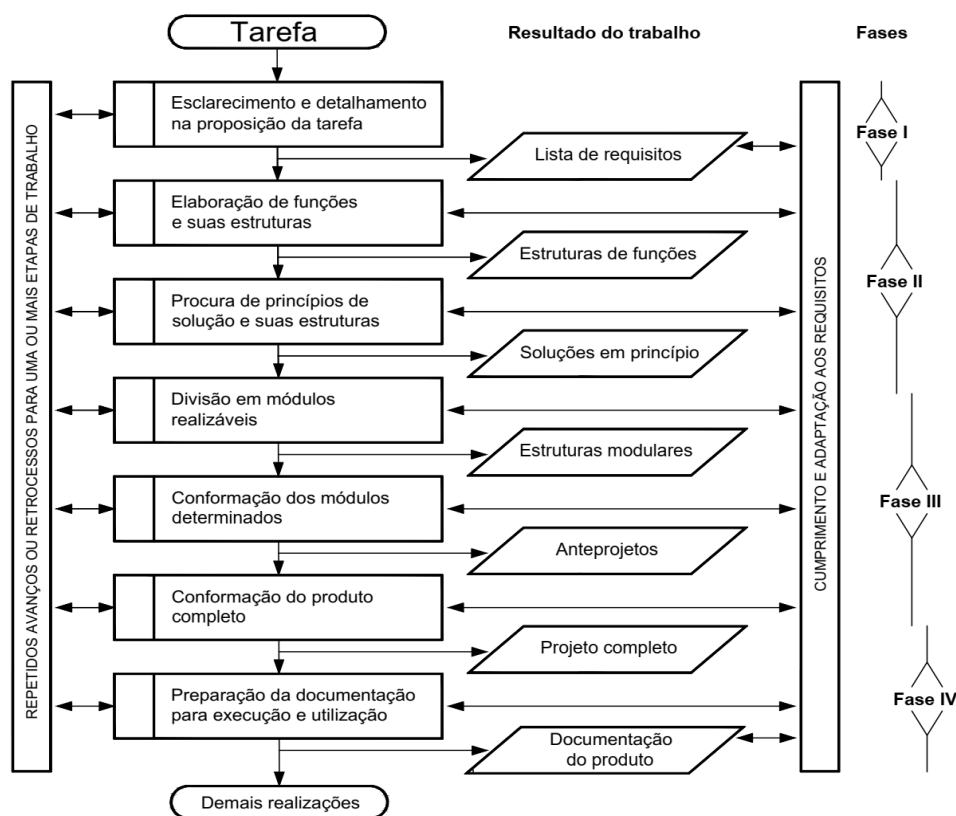 Tarefa
Resultado do trabalho
Fases
REPETIDOS AVANÇOS OU RETROCESSOS PARA UMA OU MAIS ETAPAS DE TRABALHO
Esclarecimento e detalhamento
na proposição da tarefa
Lista de requisitos
Elaboração de funções
e suas estruturas
Estruturas de funções
Procura de princípios de
solução e suas estruturas
Soluções em princípio
Divisão em módulos
realizáveis
Estruturas modulares
Conformação dos módulos
determinados
Anteprojetos
Conformação do produto
completo
Projeto completo
Preparação da documentação
para execução e utilização
Documentação
do produto
Demais realizações
CUMPRIMENTO E ADAPTAÇÃO AOS REQUISITOS
Fase I
Fase II
Fase III
Fase IV